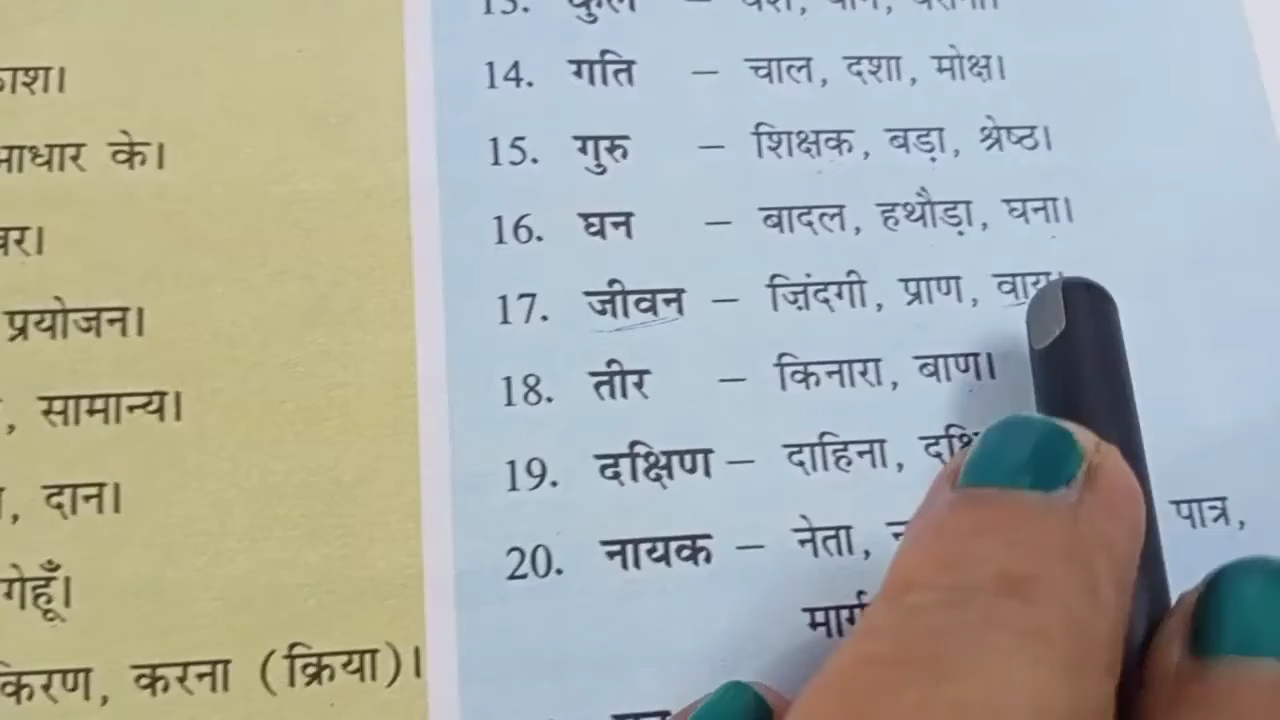 प्रयोजन।
, सामान्य।
, दान।
गेहूँ।
किरण, करना (क्रिया)।
14. गति – चाल, दशा, मोक्ष।
15. गुरु – शिक्षक, बड़ा, श्रेष्ठ।
16. घन – बादल, हथौड़ा, घना।
17. जीवन – ज़िंदगी, प्राण,
18. तीर – किनारा, बाण।
19. दक्षिण – दाहिना,
20. नायक – नेता, पात्र,